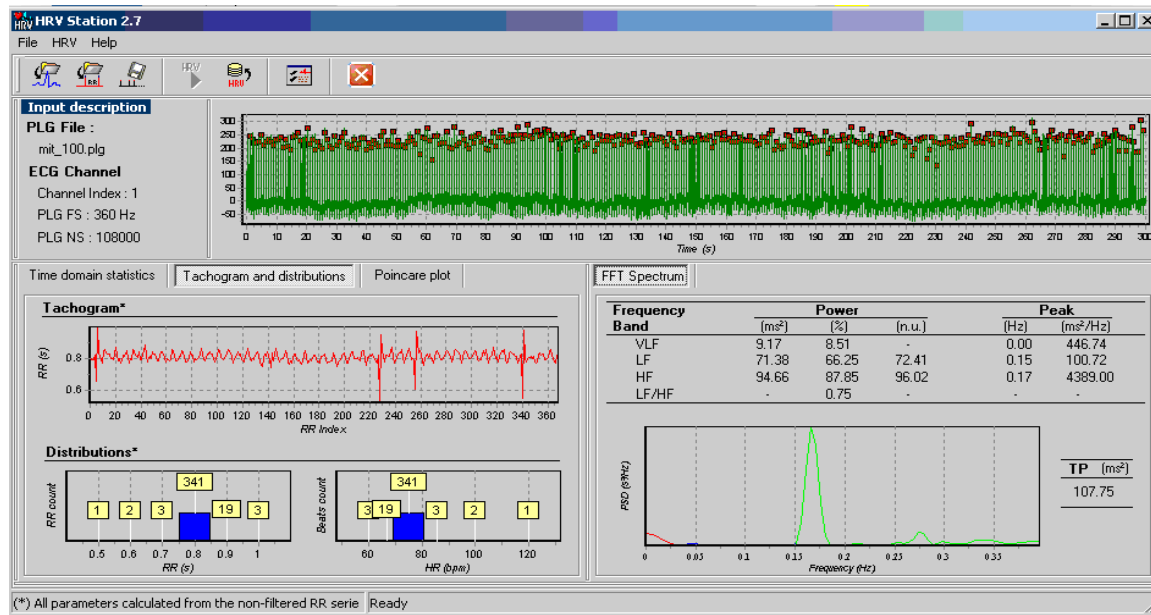 HRV HRV Station 2.7
File HRV Help
RR HRV HRV
Input description
PLG File :
mit_100.plg
ECG Channel
Channel Index : 1
PLG FS : 360 Hz
PLG NS : 108000
300
250
200
150
100
50
0
-50
0 10 20 30 40 50 60 70 80 90 100 110 120 130 140 150 160 170 180 190 200 210 220 230 240 250 260 270 280 290 300
Time (s)
Time domain statistics Tachogram and distributions Poincare plot
Tachogram*
RR (s)
0.8
0.6
0 20 40 60 80 100 120 140 160 180 200 220 240 260 280 300 320 340 360
RR Index
Distributions*
RR count
341
1 2 3 19 3
0.5 0.6 0.7 0.8 0.9 1
RR (s)
Beats count
341
3 19 3 2 1
60 80 100 120
HR (bpm)
FFT Spectrum
Frequency Power Peak
Band (ms²) (%) (n.u.) (Hz) (ms²/Hz)
VLF 9.17 8.51 - 0.00 446.74
LF 71.38 66.25 72.41 0.15 100.72
HF 94.66 87.85 96.02 0.17 4389.00
LF/HF - 0.75 - - -
PSD (s²/Hz)
0 0.05 0.1 0.15 0.2 0.25 0.3 0.35
Frequency (Hz)
TP (ms²)
107.75
(*) All parameters calculated from the non-filtered RR serie Ready